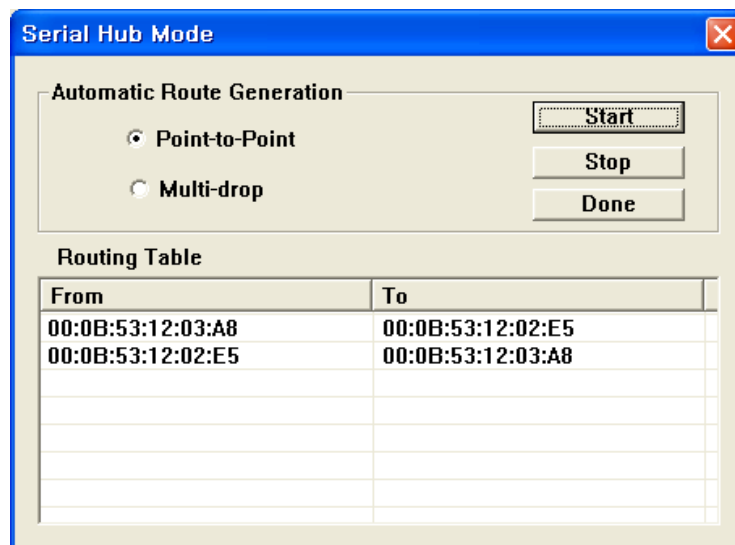 Serial Hub Mode
Automatic Route Generation
Point-to-Point
Multi-drop
Start
Stop
Done
Routing Table
From To
00:0B:53:12:03:A8 00:0B:53:12:02:E5
00:0B:53:12:02:E5 00:0B:53:12:03:A8